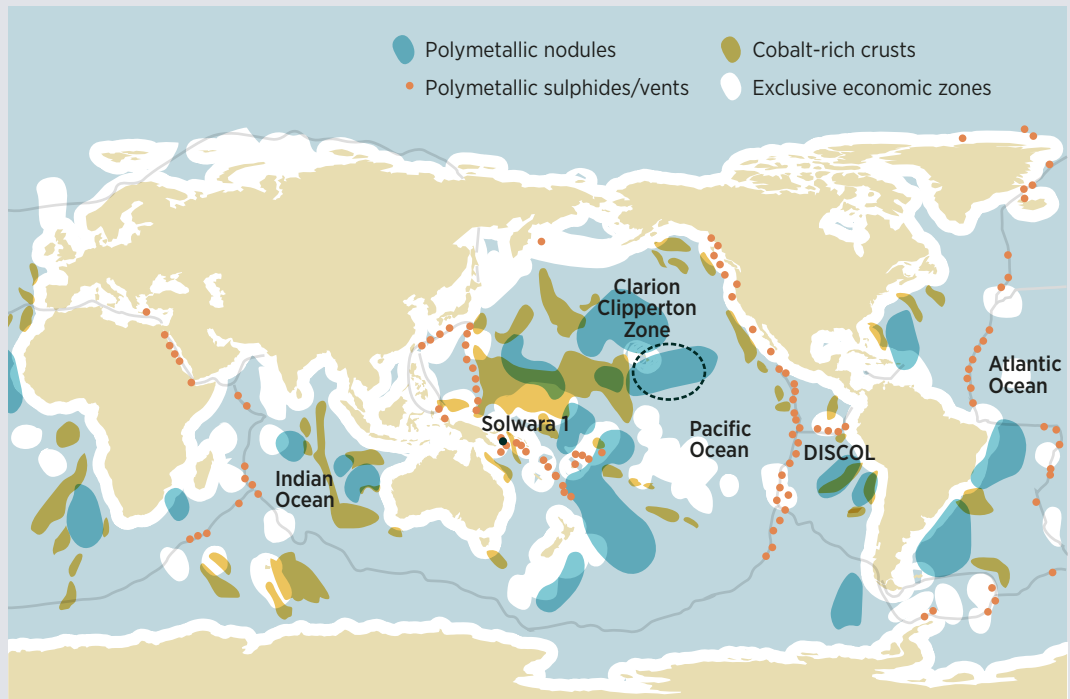 Polymetallic nodules
Cobalt-rich crusts
Polymetallic sulphides/vents
Exclusive economic zones
Clarion
Clipperton
Zone
Atlantic
Ocean
Solwara 1
Pacific
Ocean
DISCOL
Indian
Ocean